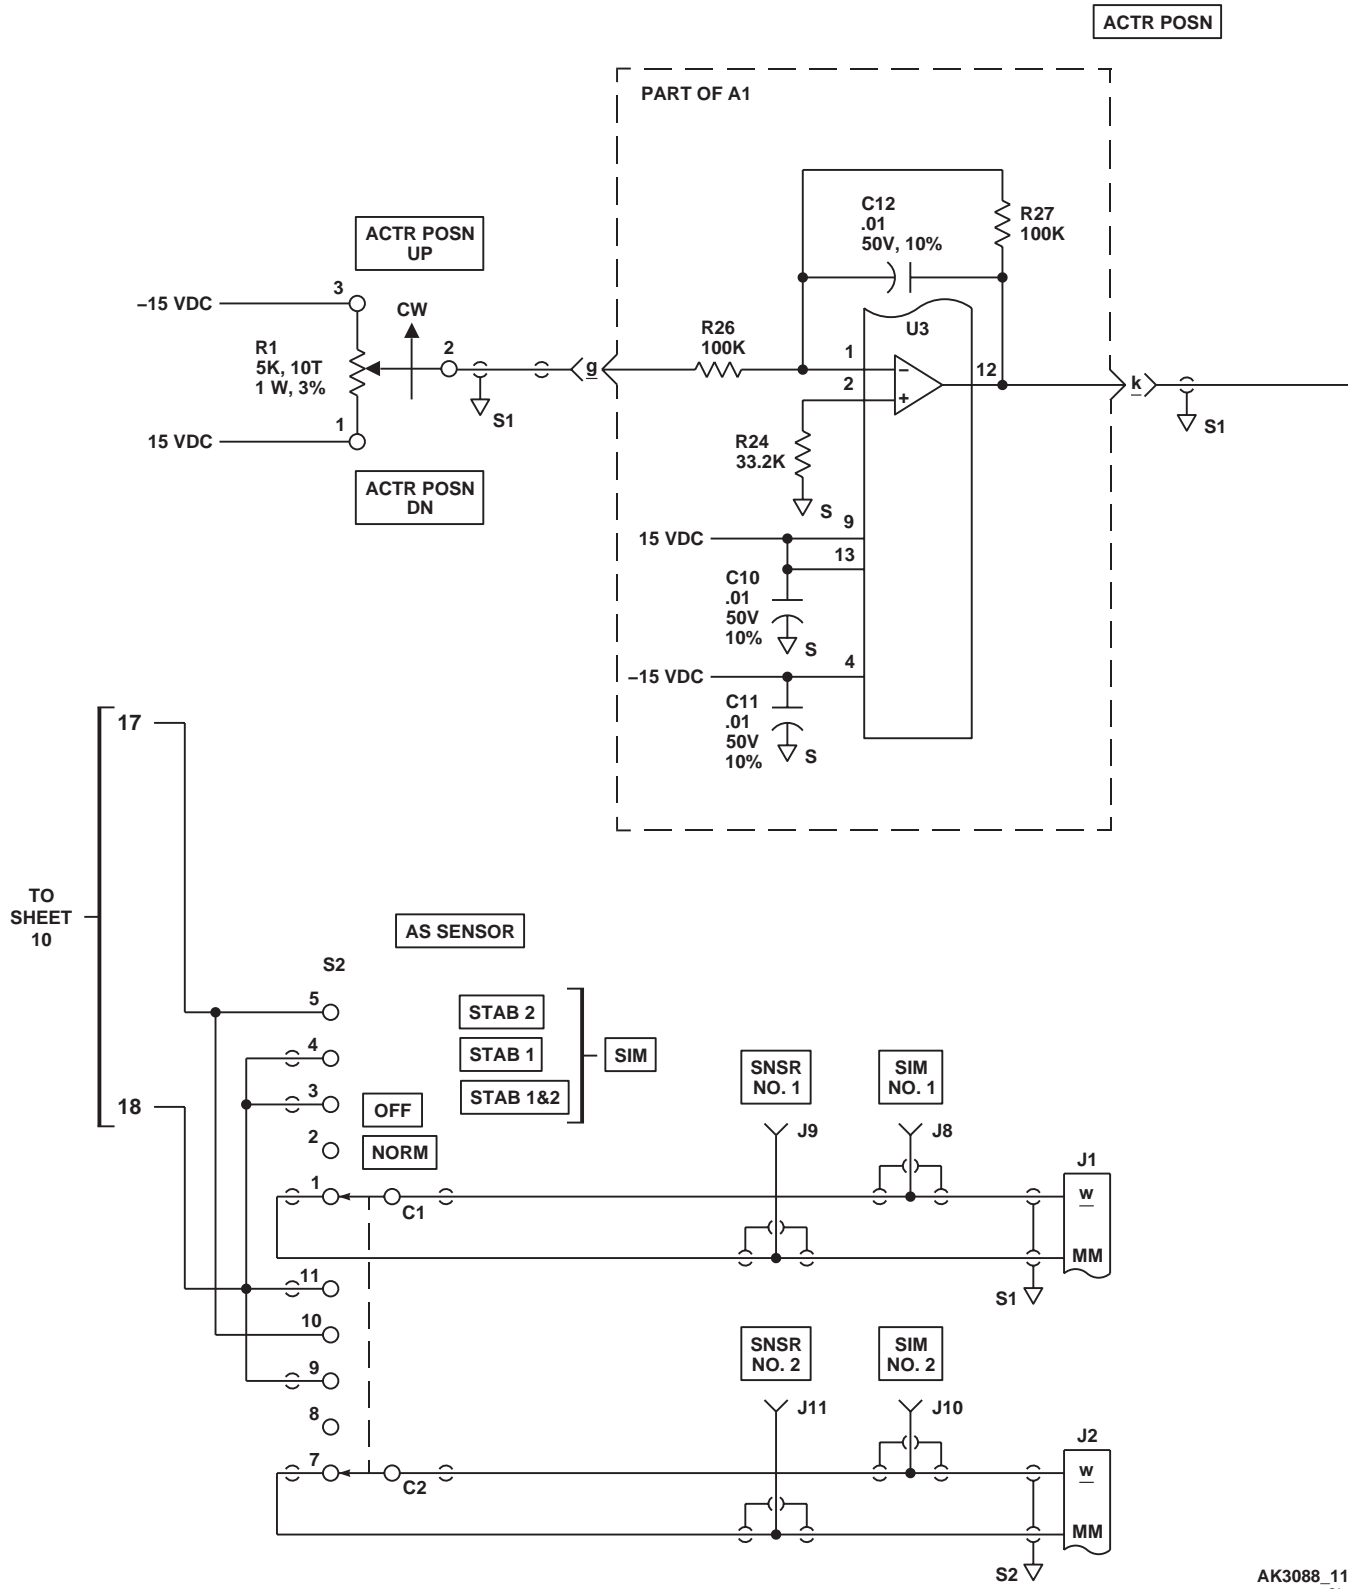 ACTR POSN
PART OF A1
C12
.01
50V, 10%
R27
100K
ACTR POSN
UP
–15 VDC
3
CW
R1
5K, 10T
1 W, 3%
2
g
S1
15 VDC
1
ACTR POSN
DN
R26
100K
U3
1
–
2
+
12
k
S1
R24
33.2K
S
15 VDC
9
13
C10
.01
50V
10%
S
–15 VDC
4
C11
.01
50V
10%
S
17
TO
SHEET
10
18
AS SENSOR
S2
5
STAB 2
4
STAB 1
SIM
3
STAB 1&2
OFF
2
NORM
1
C1
SNSR
NO. 1
J9
SIM
NO. 1
J8
J1
w
MM
S1
11
10
9
8
7
C2
SNSR
NO. 2
J11
SIM
NO. 2
J10
J2
w
MM
S2
AK3088_11